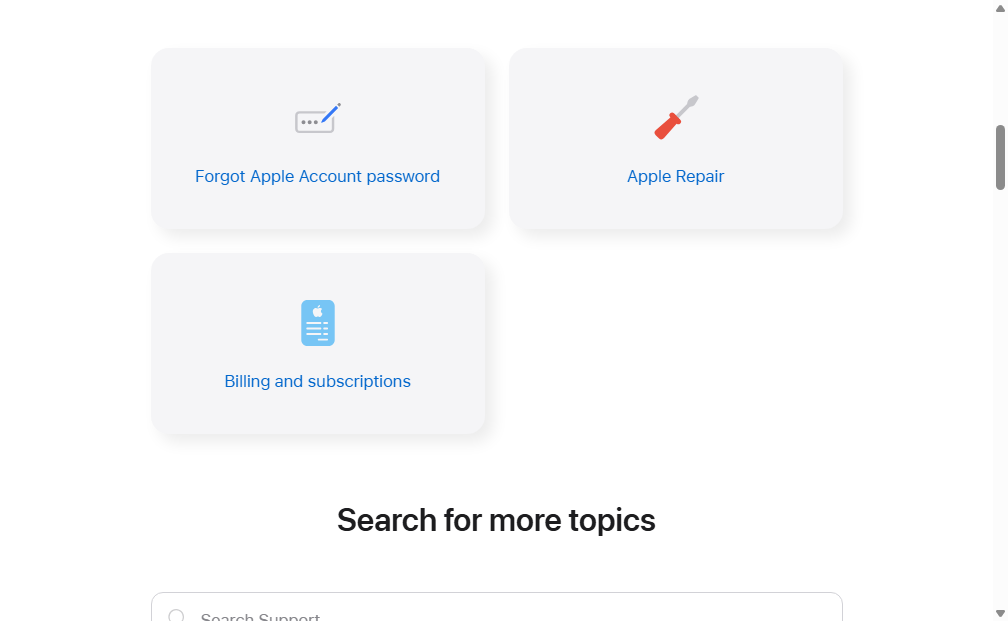 Forgot Apple Account password
Apple Repair
Billing and subscriptions
Search for more topics
Search Support